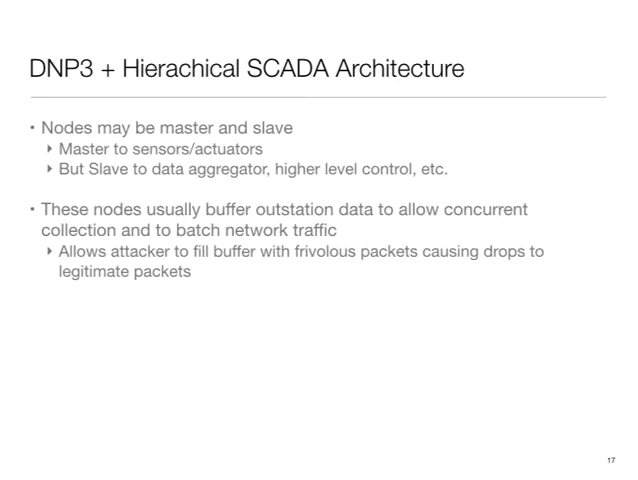 DNP3 + Hierachical SCADA Architecture
• Nodes may be master and slave
‣ Master to sensors/actuators
‣ But Slave to data aggregator, higher level control, etc.
• These nodes usually buffer outstation data to allow concurrent
collection and to batch network traffic
‣ Allows attacker to fill buffer with frivolous packets causing drops to
legitimate packets
17